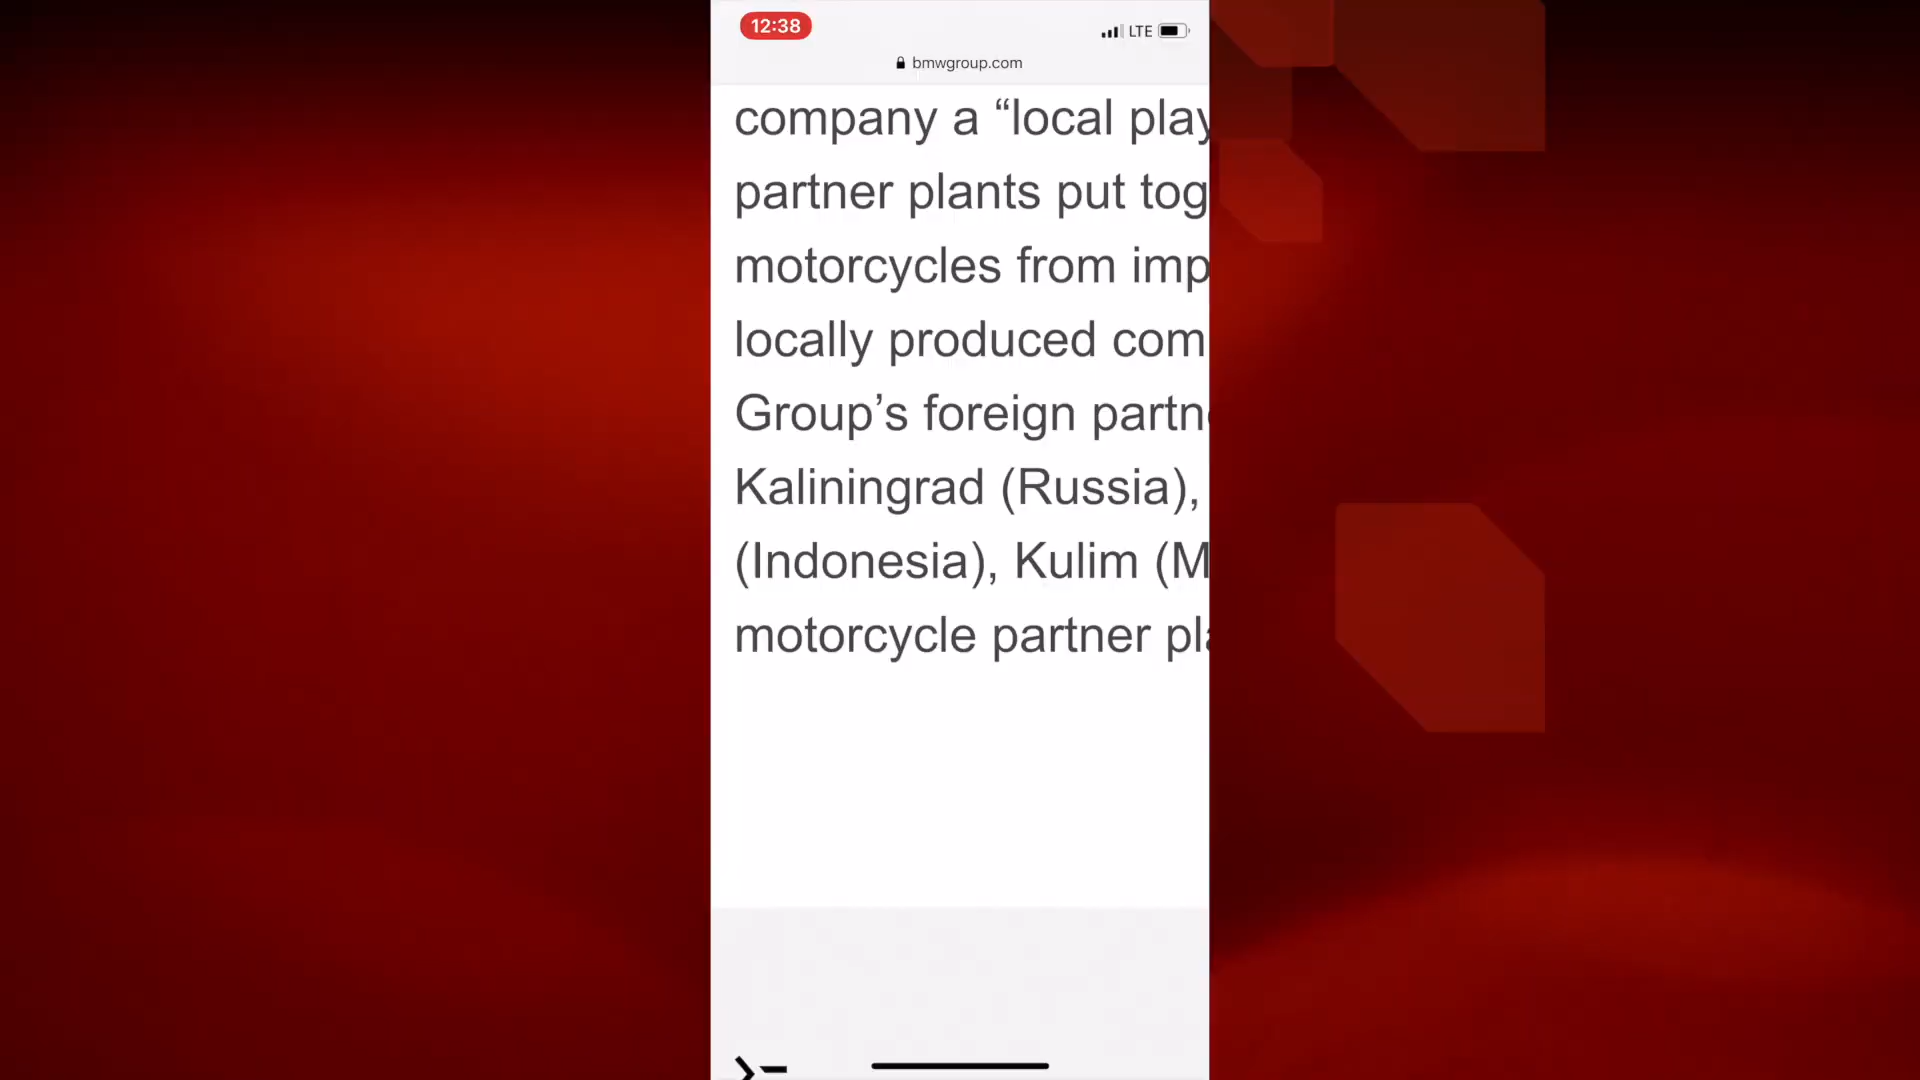 12:38
LTE
bmwgroup.com
company a “local play
partner plants put tog
motorcycles from imp
locally produced com
Group’s foreign partn
Kaliningrad (Russia),
(Indonesia), Kulim (M
motorcycle partner pla